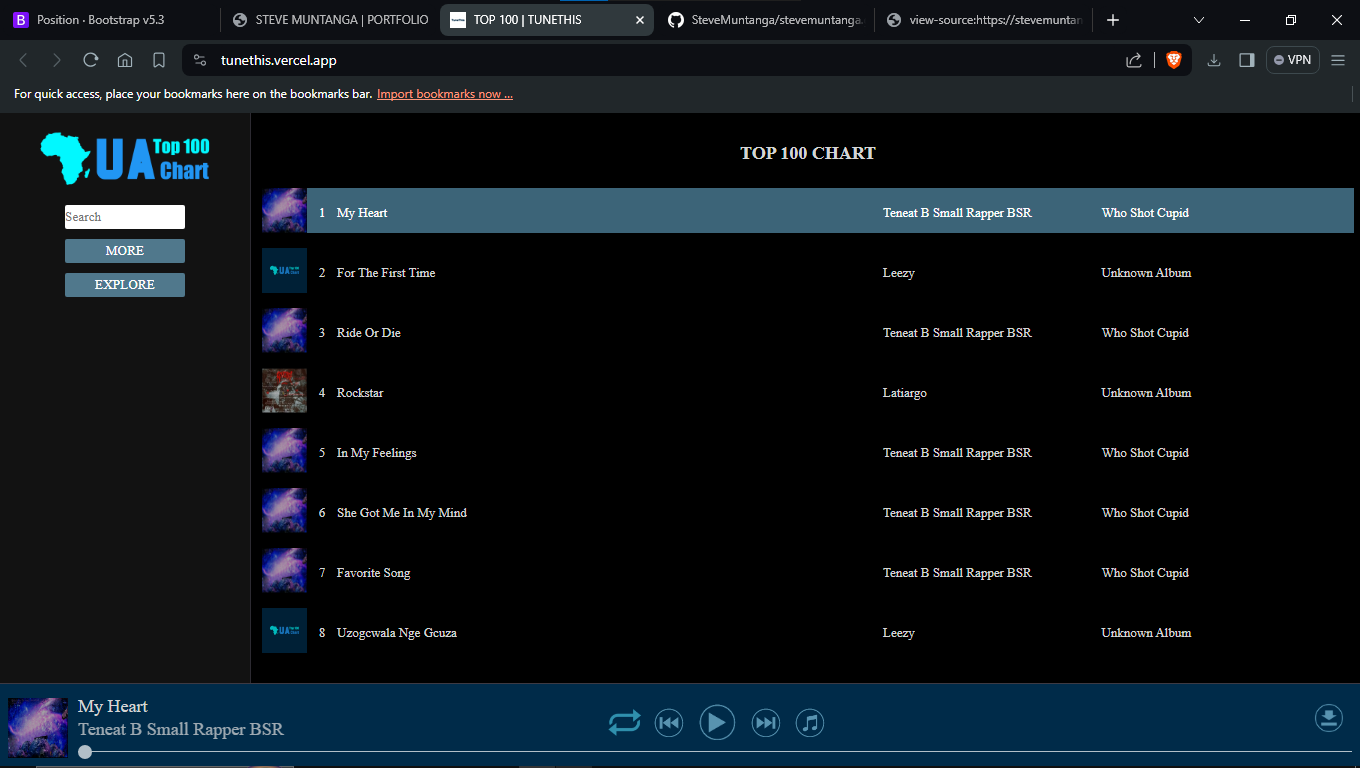 Position · Bootstrap v5.3
STEVE MUNTANGA | PORTFOLIO
TOP 100 | TUNETHIS
SteveMuntanga/stevemuntanga.
view-source:https://stevemuntan
tunethis.vercel.app
VPN
For quick access, place your bookmarks here on the bookmarks bar. Import bookmarks now ...
UA Top 100 Chart
Search
MORE
EXPLORE
TOP 100 CHART
1 My Heart Teneat B Small Rapper BSR Who Shot Cupid
2 For The First Time Leezy Unknown Album
3 Ride Or Die Teneat B Small Rapper BSR Who Shot Cupid
4 Rockstar Latiargo Unknown Album
5 In My Feelings Teneat B Small Rapper BSR Who Shot Cupid
6 She Got Me In My Mind Teneat B Small Rapper BSR Who Shot Cupid
7 Favorite Song Teneat B Small Rapper BSR Who Shot Cupid
8 Uzogcwala Nge Gcuza Leezy Unknown Album
My Heart
Teneat B Small Rapper BSR